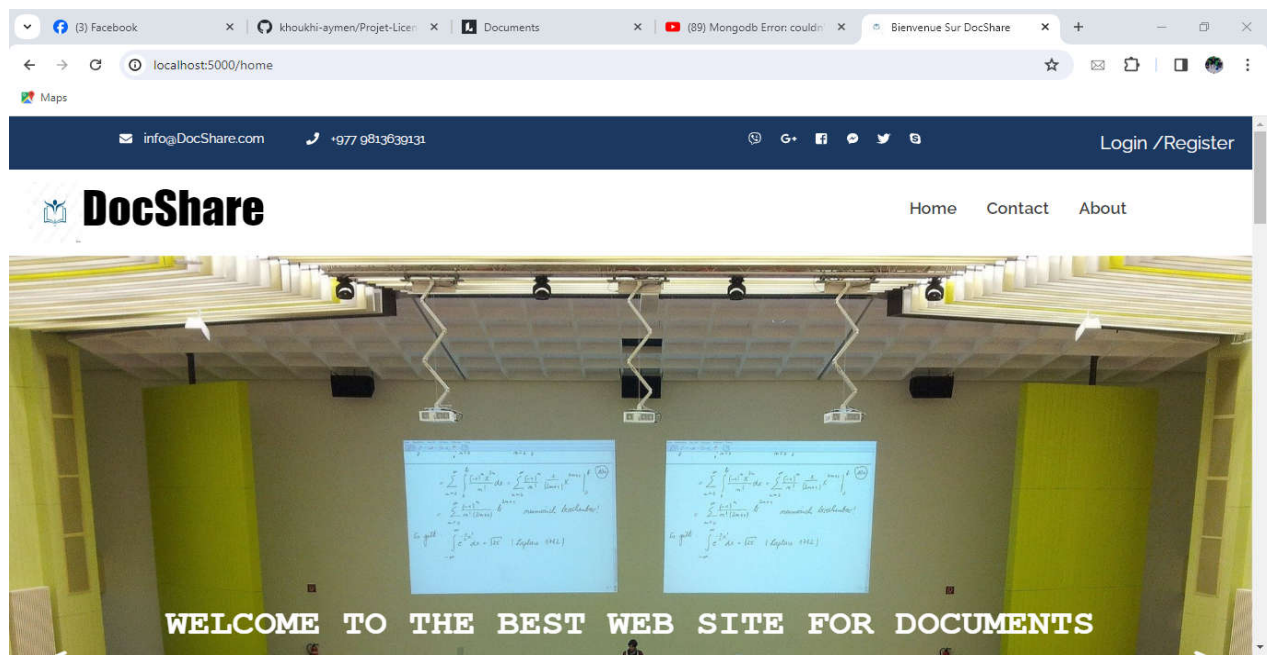 (3) Facebook
khoukhi-aymen/Projet-Licen
Documents
(89) Mongodb Error: couldn'
Bienvenue Sur DocShare
localhost:5000/home
Maps
info@DocShare.com +977 9813639131
Login /Register
DocShare
Home Contact About
WELCOME TO THE BEST WEB SITE FOR DOCUMENTS